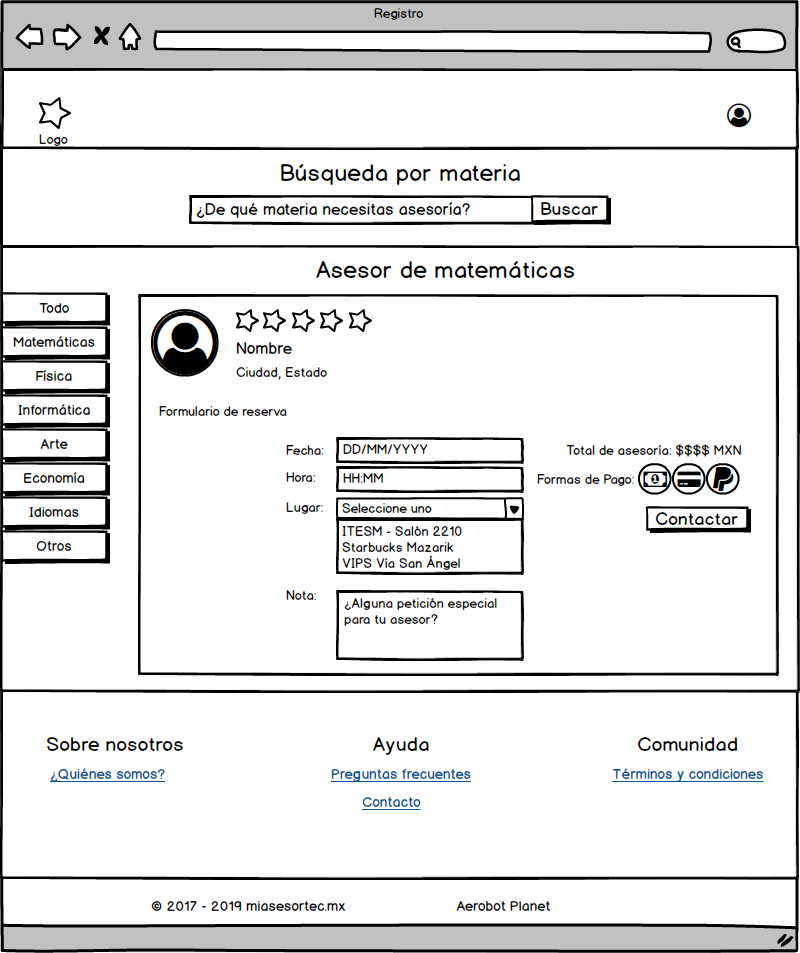 Registro
Logo
Búsqueda por materia
¿De qué materia necesitas asesoría?
Buscar
Asesor de matemáticas
Todo
Matemáticas
Física
Informática
Arte
Economía
Idiomas
Otros
Nombre
Ciudad, Estado
Formulario de reserva
Fecha:
DD/MM/YYYY
Hora:
HH:MM
Lugar:
Seleccione uno
ITESM - Salón 2210
Starbucks Mazarik
VIPS Vía San Ángel
Nota:
¿Alguna petición especial
para tu asesor?
Total de asesoría: $$$$ MXN
Formas de Pago:
1
Contactar
Sobre nosotros
¿Quiénes somos?
Ayuda
Preguntas frecuentes
Contacto
Comunidad
Términos y condiciones
© 2017 - 2019 miasesortec.mx
Aerobot Planet